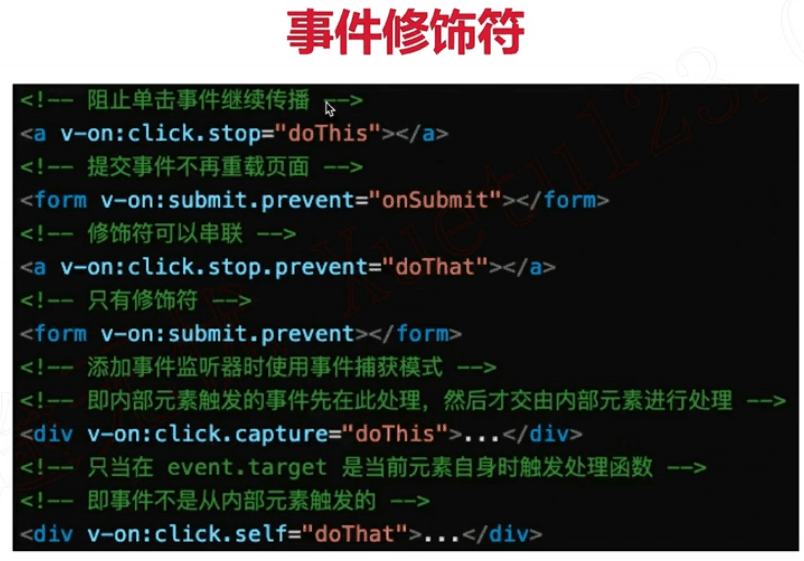 事件修饰符
<!-- 阻止单击事件继续传播 -->
<a v-on:click.stop="doThis"></a>
<!-- 提交事件不再重载页面 -->
<form v-on:submit.prevent="onSubmit"></form>
<!-- 修饰符可以串联 -->
<a v-on:click.stop.prevent="doThat"></a>
<!-- 只有修饰符 -->
<form v-on:submit.prevent></form>
<!-- 添加事件监听器时使用事件捕获模式 -->
<!-- 即内部元素触发的事件先在此处理，然后才交由内部元素进行处理 -->
<div v-on:click.capture="doThis">...</div>
<!-- 只当在 event.target 是当前元素自身时触发处理函数 -->
<!-- 即事件不是从内部元素触发的 -->
<div v-on:click.self="doThat">...</div>